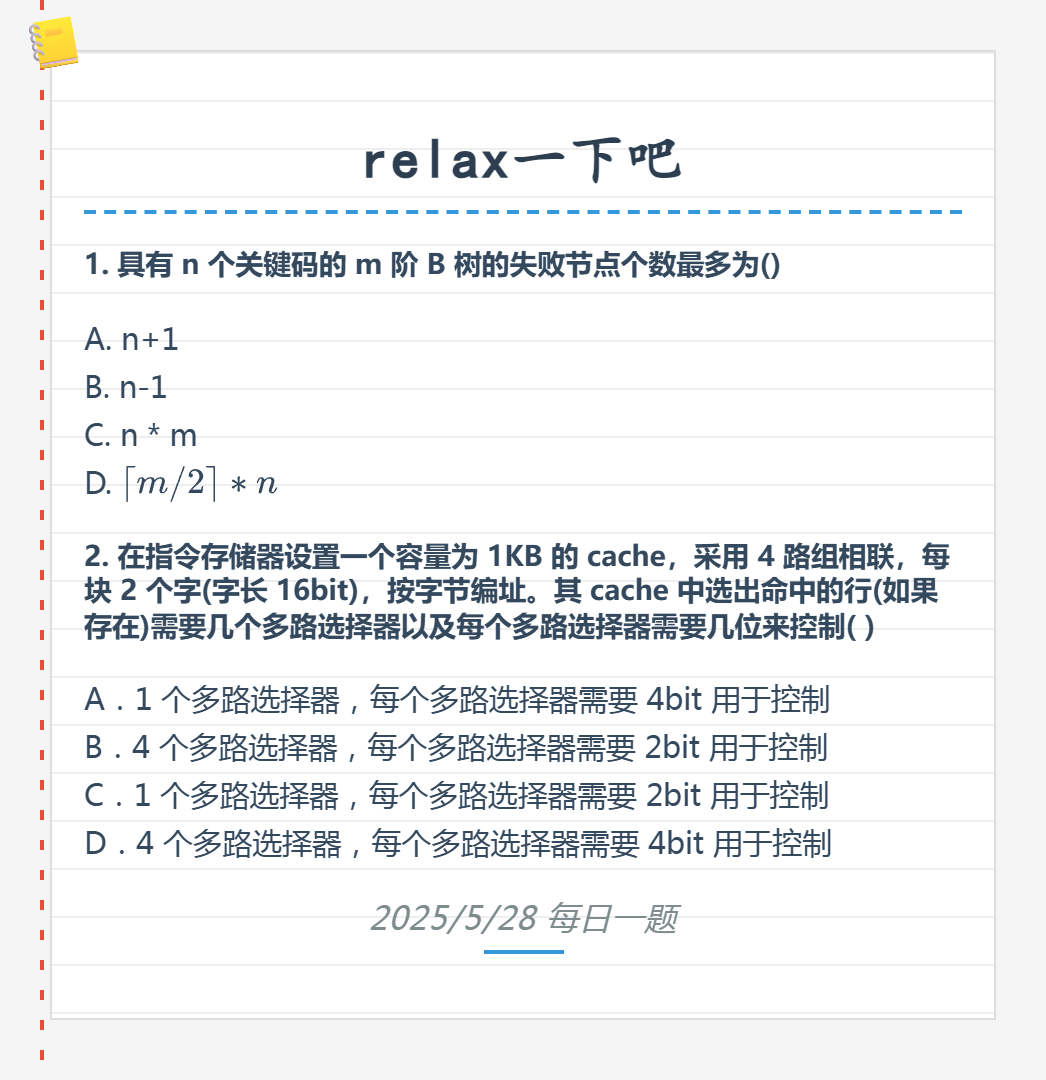 relax一下吧
1. 具有 n 个关键码的 m 阶 B 树的失败节点个数最多为()
A. n+1
B. n-1
C. n * m
D. ⌈m/2⌉ ∗ n
2. 在指令存储器设置一个容量为 1KB 的 cache，采用 4 路组相联，每
块 2 个字(字长 16bit)，按字节编址。其 cache 中选出命中的行(如果
存在)需要几个多路选择器以及每个多路选择器需要几位来控制( )
A．1 个多路选择器，每个多路选择器需要 4bit 用于控制
B．4 个多路选择器，每个多路选择器需要 2bit 用于控制
C．1 个多路选择器，每个多路选择器需要 2bit 用于控制
D．4 个多路选择器，每个多路选择器需要 4bit 用于控制
2025/5/28 每日一题